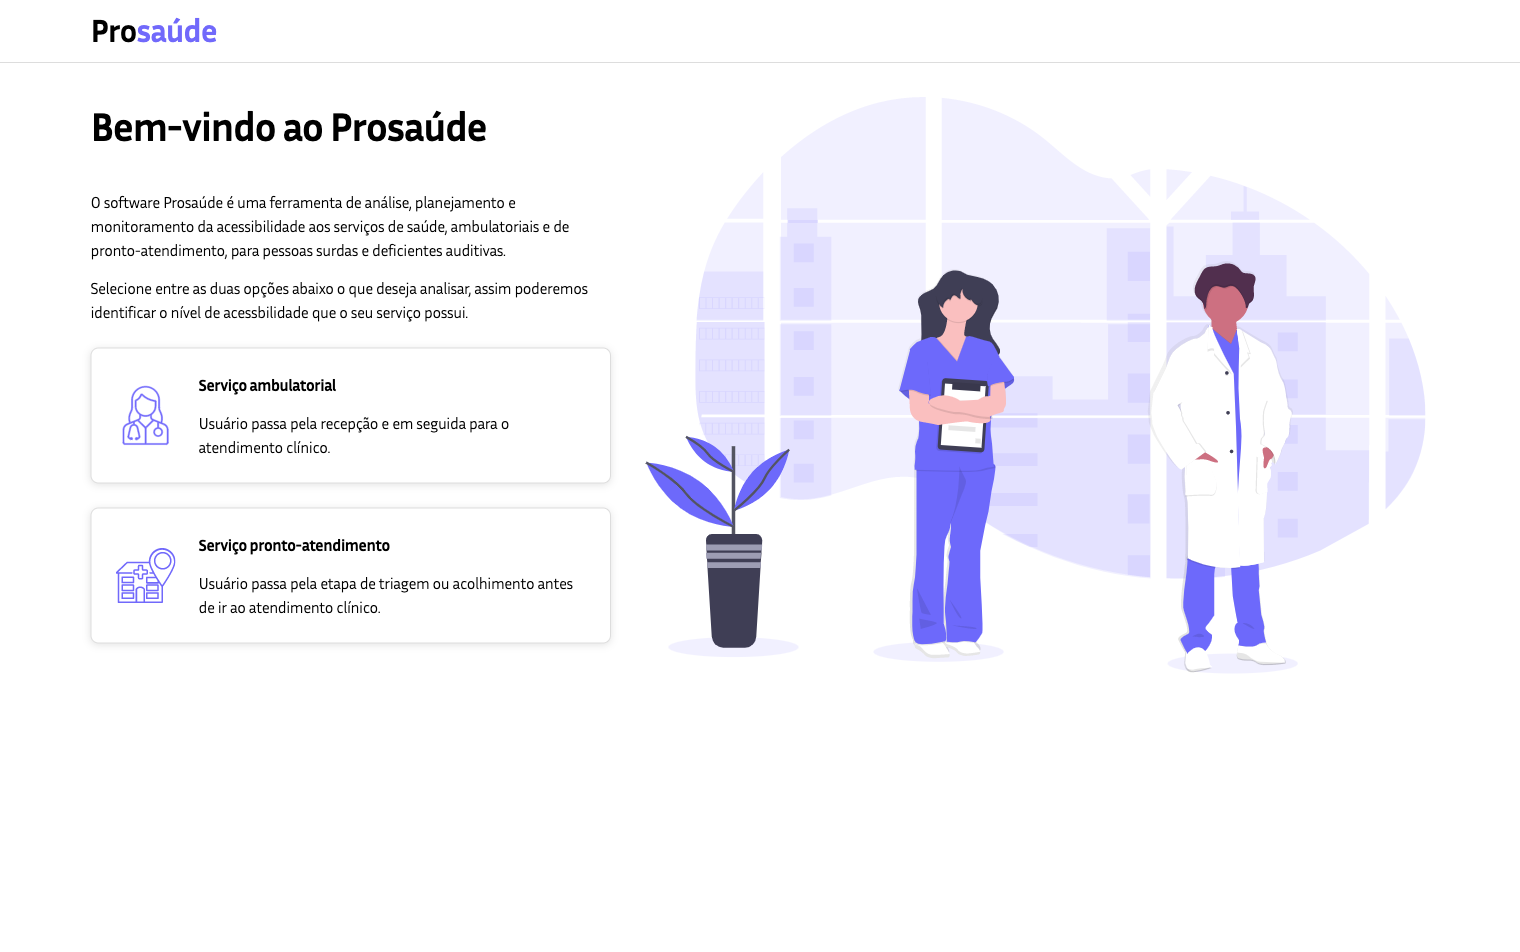 Prosaúde
Bem-vindo ao Prosaúde
O software Prosaúde é uma ferramenta de análise, planejamento e
monitoramento da acessibilidade aos serviços de saúde, ambulatoriais e de
pronto-atendimento, para pessoas surdas e deficientes auditivas.
Selecione entre as duas opções abaixo o que deseja analisar, assim poderemos
identificar o nível de acessbilidade que o seu serviço possui.
Serviço ambulatorial
Usuário passa pela recepção e em seguida para o
atendimento clínico.
Serviço pronto-atendimento
Usuário passa pela etapa de triagem ou acolhimento antes
de ir ao atendimento clínico.